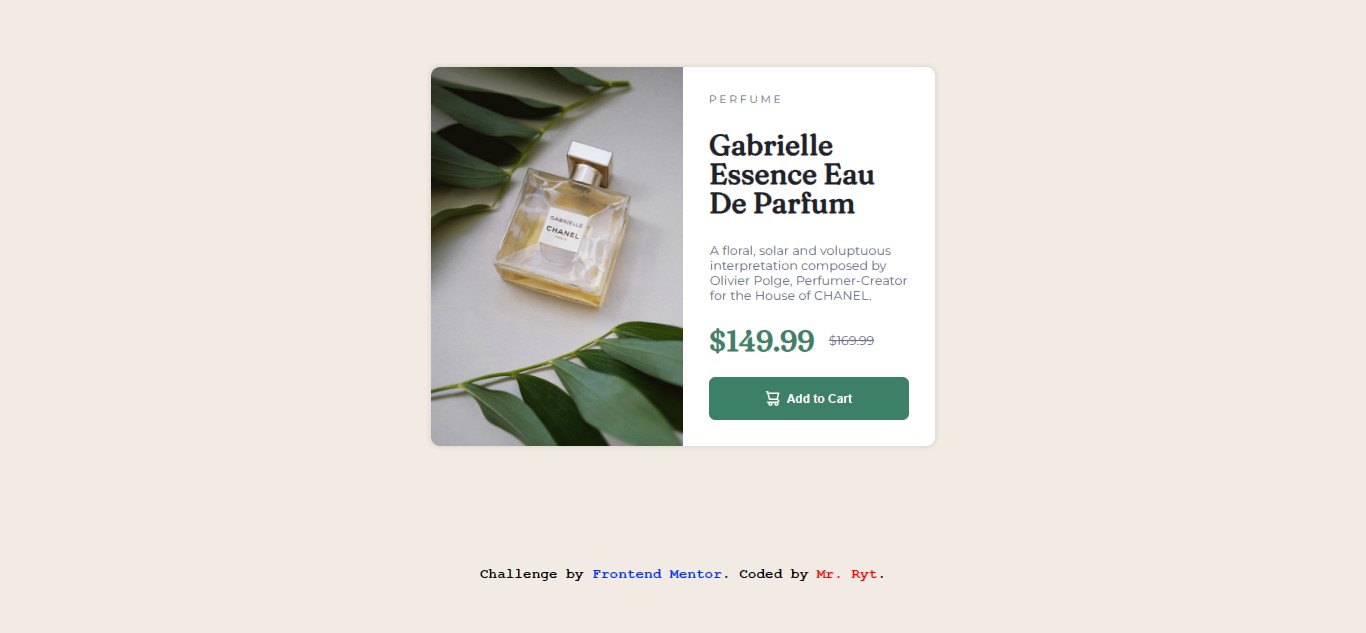 PERFUME
Gabrielle
Essence Eau
De Parfum
GABRIELLE
CHANEL
PARIS
A floral, solar and voluptuous
interpretation composed by
Olivier Polge, Perfumer-Creator
for the House of CHANEL.
$149.99 $169.99
Add to Cart
Challenge by Frontend Mentor. Coded by Mr. Ryt.